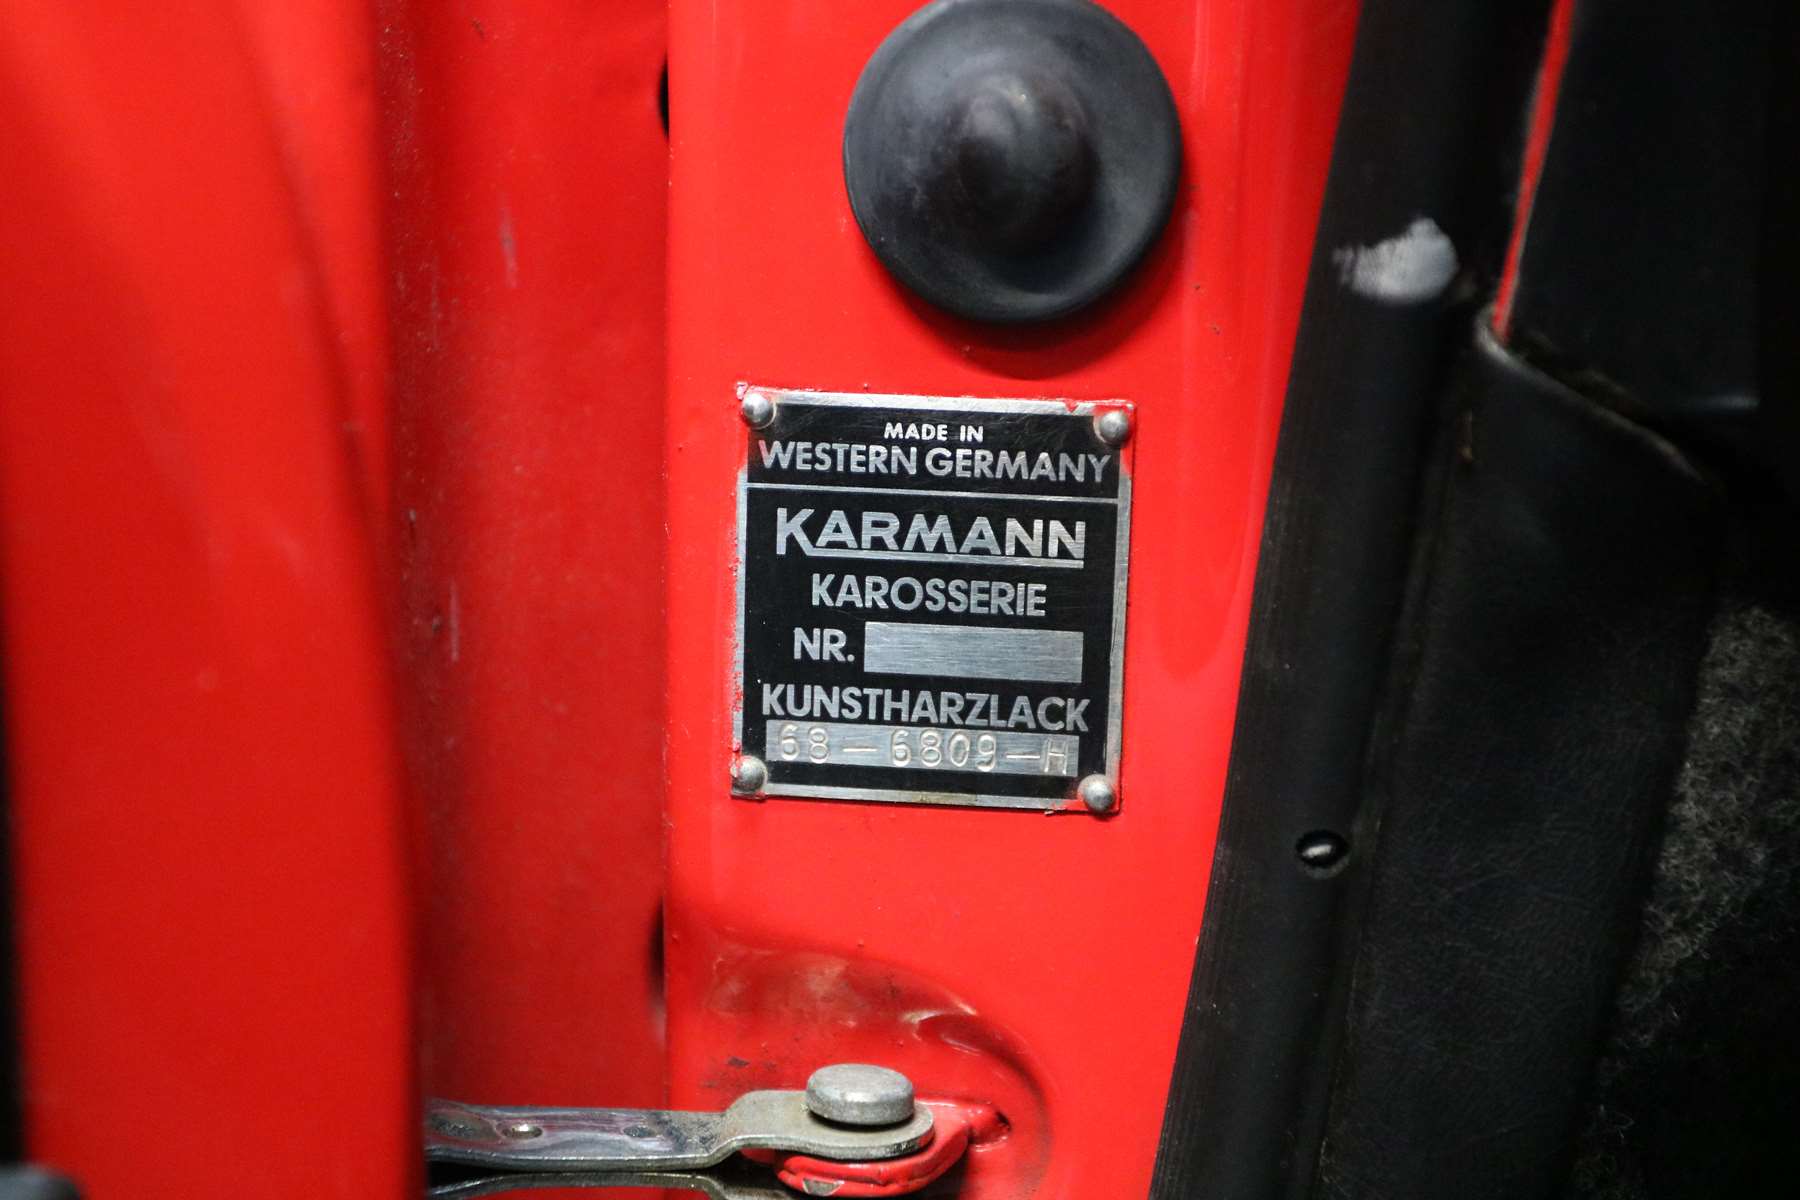 MADE IN
WESTERN GERMANY
KARMANN
KAROSSERIE
NR.
KUNSTHARZLACK
68-6809-H